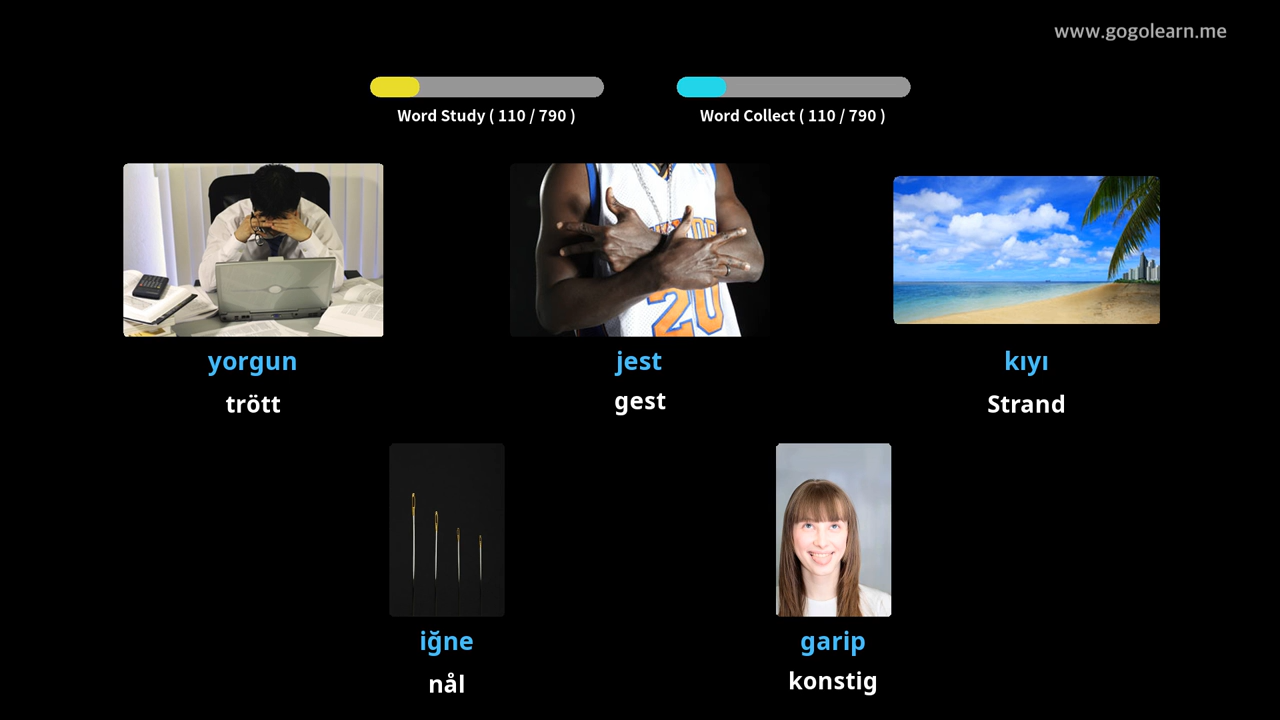 www.gogolearn.me
Word Study ( 110 / 790 )
Word Collect ( 110 / 790 )
yorgun
trött
jest
gest
kıyı
Strand
20
iğne
nål
garip
konstig